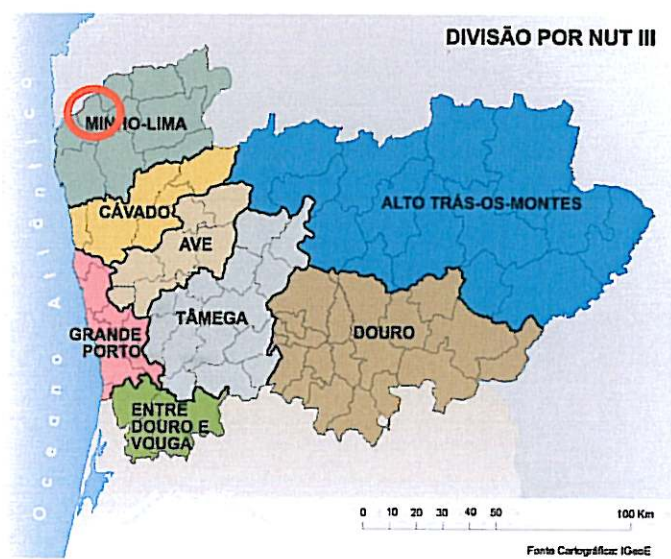 DIVISÃO POR NUT III
Oceano Atlântico
MINHO-LIMA
CÁVADO
AVE
ALTO TRÁS-OS-MONTES
GRANDE
PORTO
TÂMEGA
DOURO
ENTRE
DOURO E
VOUGA
0 10 20 30 40 50 100 Km
Fonte Cartográfica: IGeoE